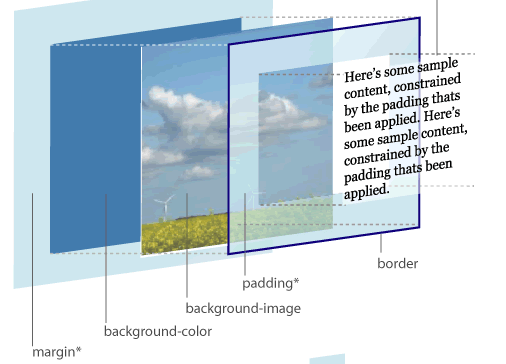 Here's some sample
content, constrained
by the padding thats
been applied. Here's
some sample content,
constrained by the
padding thats been
applied.
border
padding*
background-image
background-color
margin*